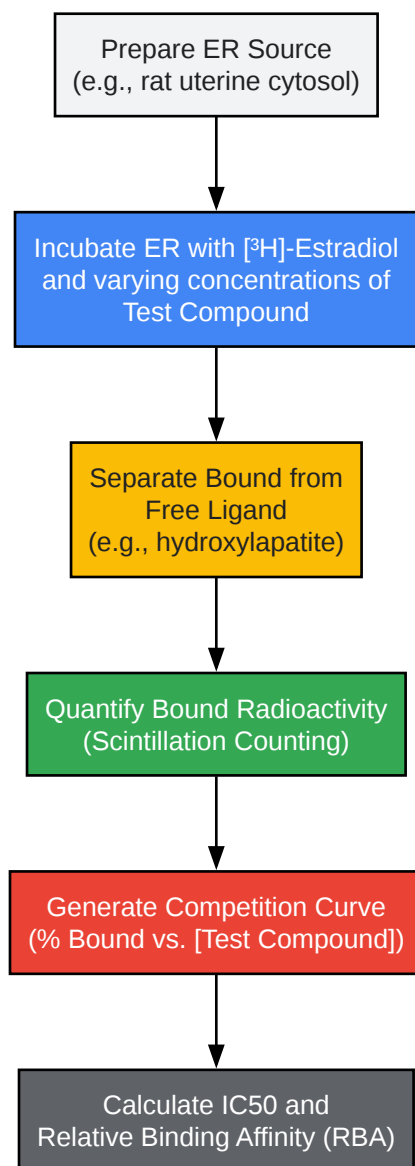 Prepare ER Source
(e.g., rat uterine cytosol)
Incubate ER with [³H]-Estradiol
and varying concentrations of
Test Compound
Separate Bound from
Free Ligand
(e.g., hydroxylapatite)
Quantify Bound Radioactivity
(Scintillation Counting)
Generate Competition Curve
(% Bound vs. [Test Compound])
Calculate IC50 and
Relative Binding Affinity (RBA)